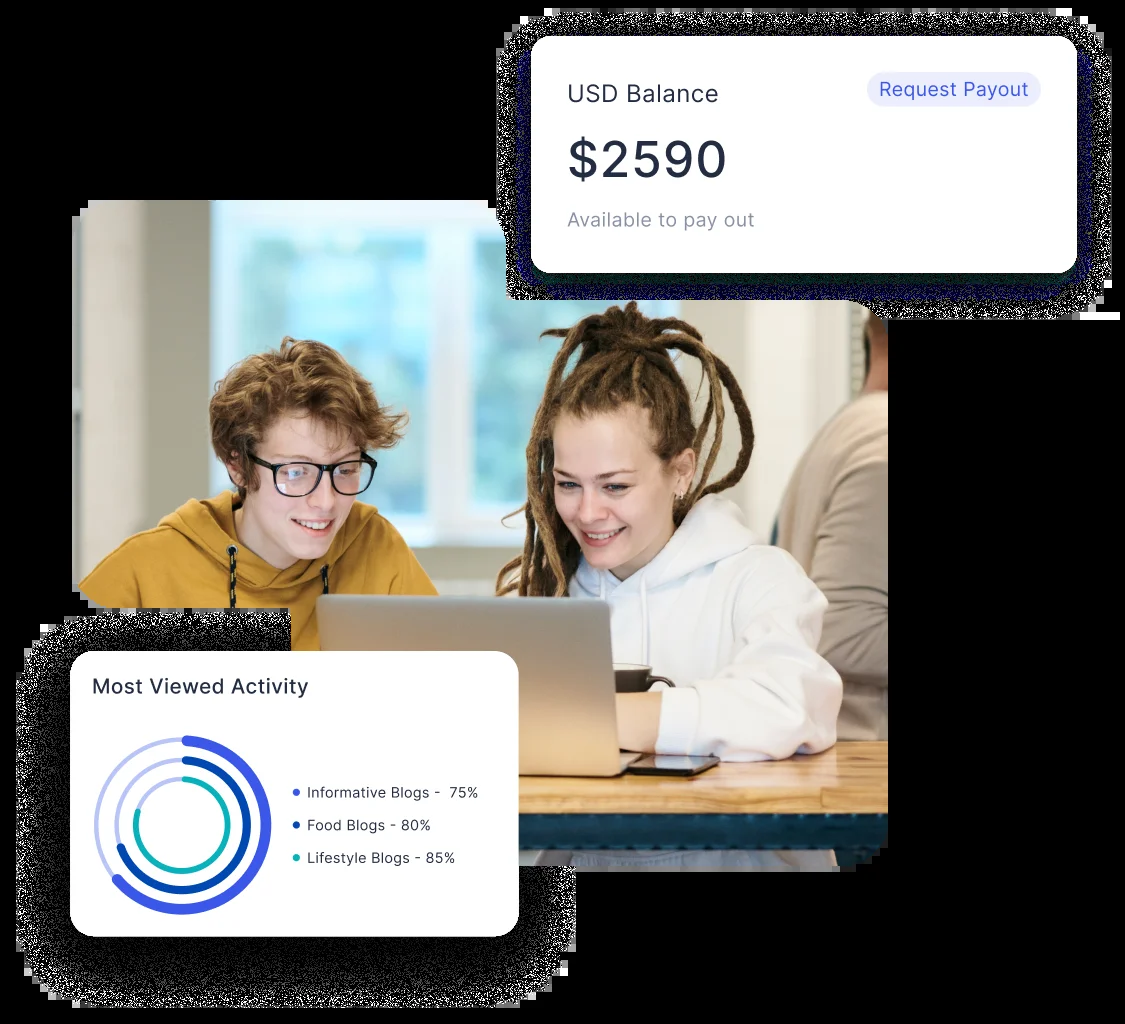 USD Balance
Request Payout
$2590
Available to pay out
Most Viewed Activity
Informative Blogs - 75%
Food Blogs - 80%
Lifestyle Blogs - 85%